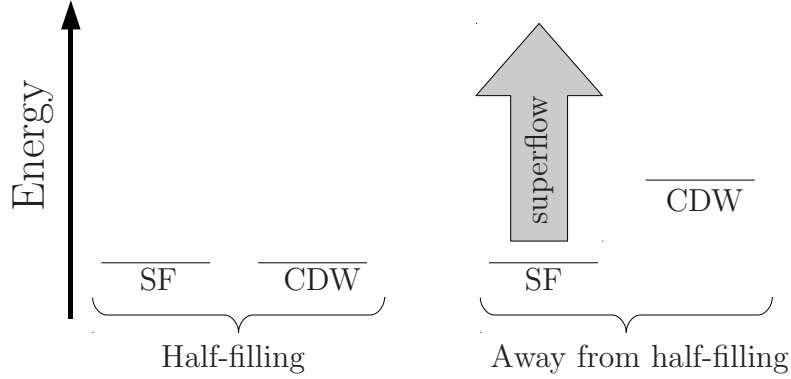 Energy
superflow
CDW
SF
CDW
SF
Half-filling
Away from half-filling